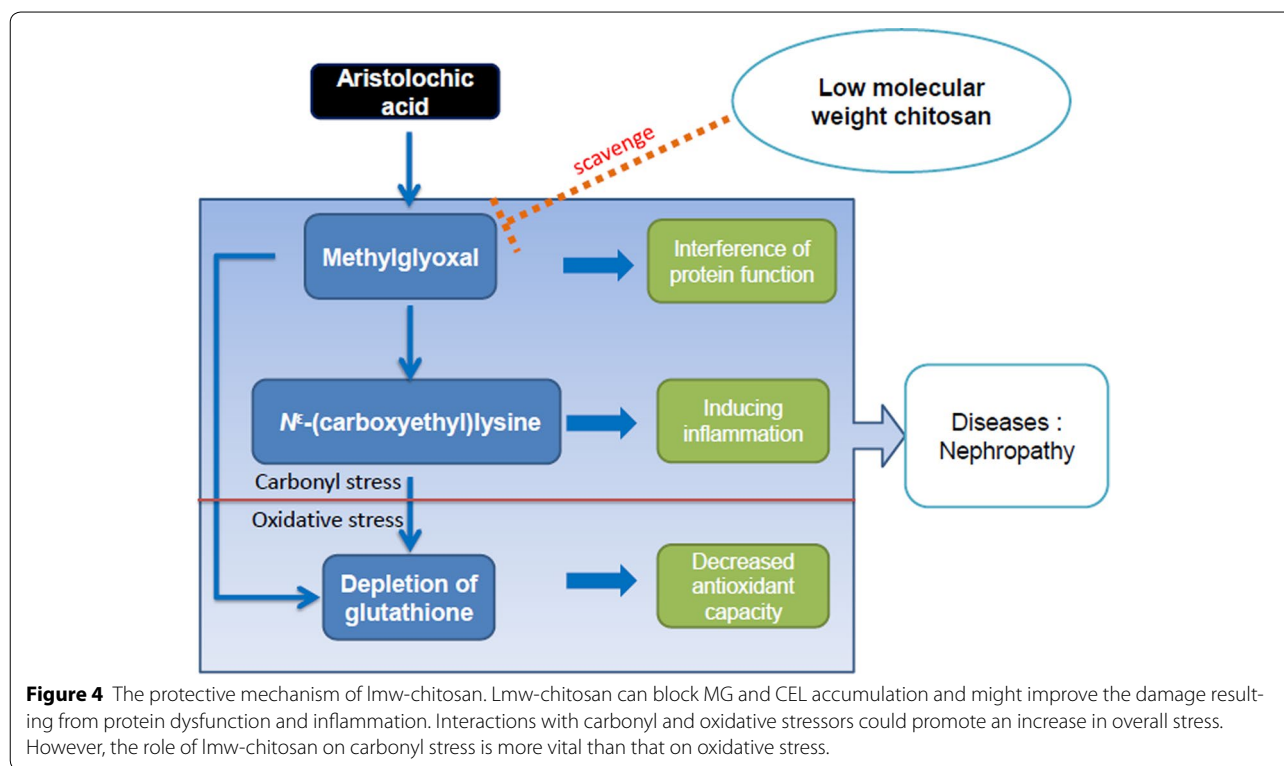 Aristolochic
acid
Low molecular
weight chitosan
scavenge
Methylglyoxal
Interference of
protein function
Nᵋ-(carboxyethyl)lysine
Inducing
inflammation
Diseases :
Nephropathy
Carbonyl stress
Oxidative stress
Depletion of
glutathione
Decreased
antioxidant
capacity
Figure 4 The protective mechanism of lmw-chitosan. Lmw-chitosan can block MG and CEL accumulation and might improve the damage result-
ing from protein dysfunction and inflammation. Interactions with carbonyl and oxidative stressors could promote an increase in overall stress.
However, the role of lmw-chitosan on carbonyl stress is more vital than that on oxidative stress.